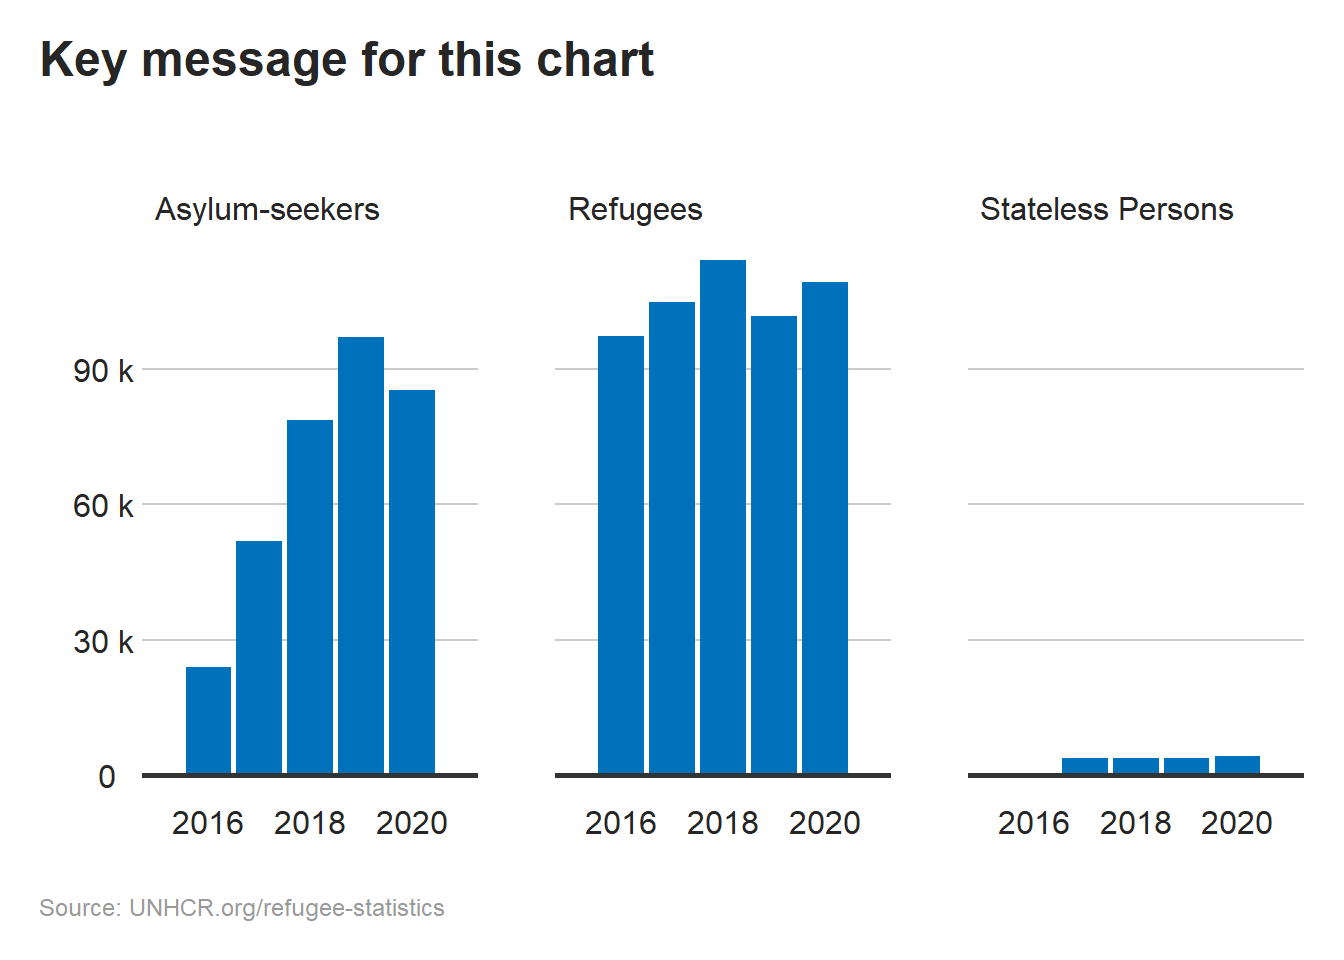 Key message for this chart
Asylum-seekers Refugees Stateless Persons
90 k
60 k
30 k
0
2016 2018 2020 2016 2018 2020 2016 2018 2020
Source: UNHCR.org/refugee-statistics